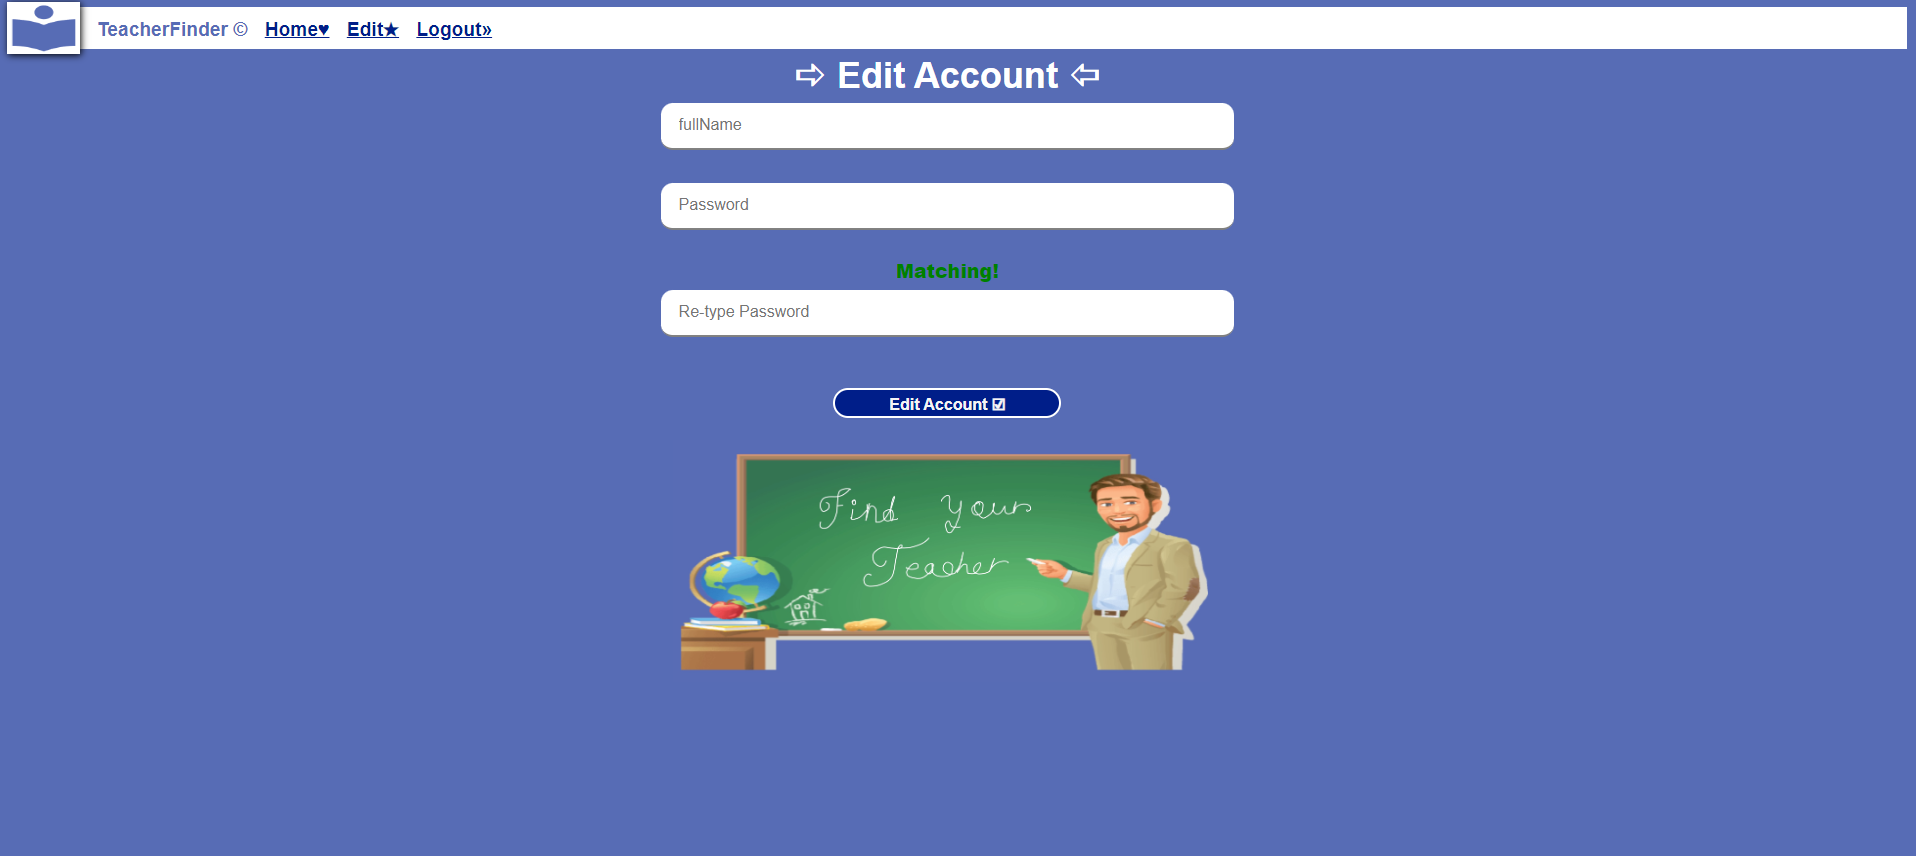 TeacherFinder © Home♥ Edit★ Logout»
➩ Edit Account ➩
fullName
Password
Matching!
Re-type Password
Edit Account ☑
Find Your
Teacher